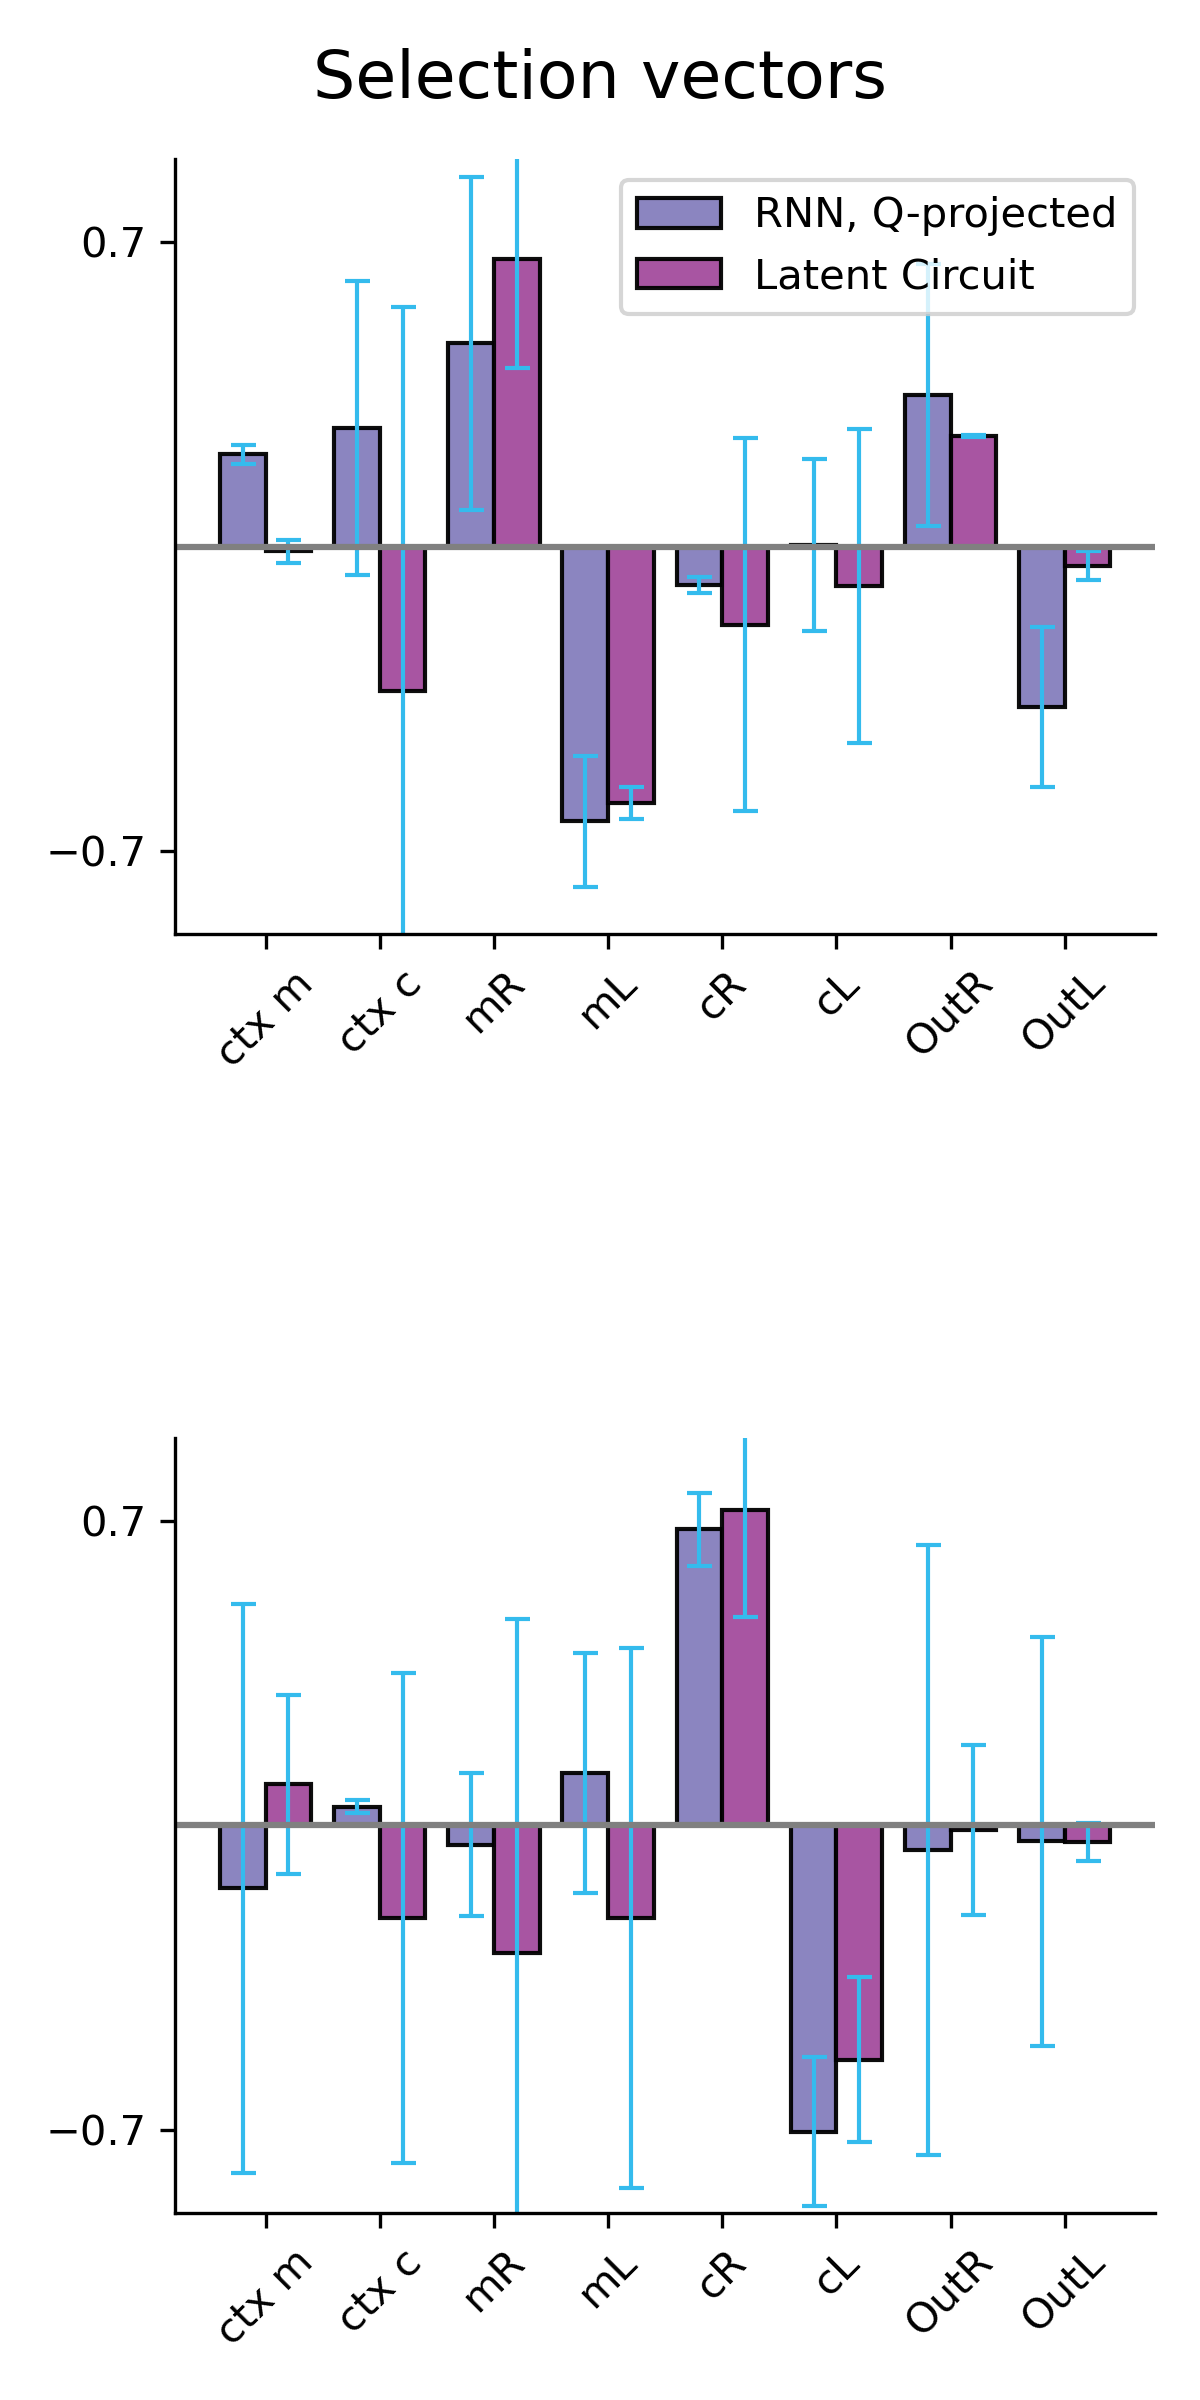 Selection vectors
0.7
−0.7
RNN, Q-projected
Latent Circuit
ctx m
ctx c
mR
mL
cR
cL
OutR
OutL
0.7
−0.7
ctx m
ctx c
mR
mL
cR
cL
OutR
OutL